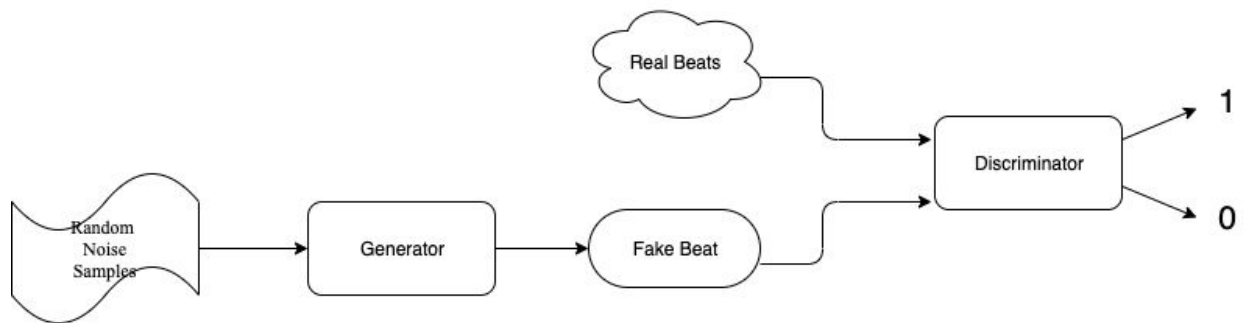 Real Beats
1
Discriminator
0
Random
Noise
Samples
Generator
Fake Beat